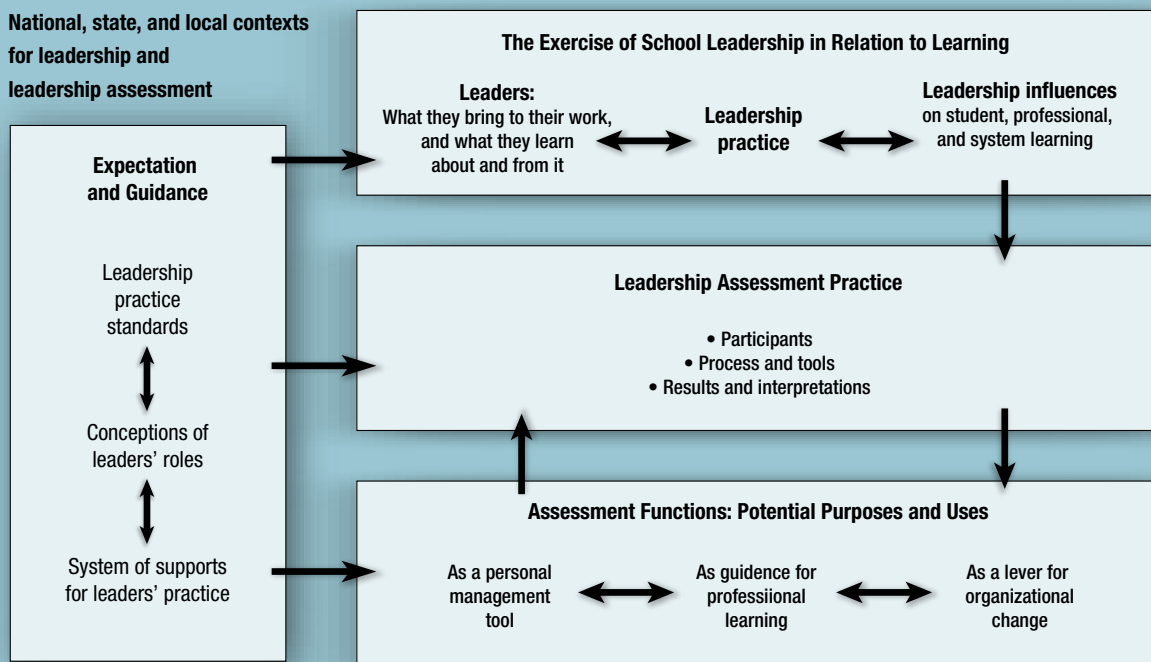 National, state, and local contexts
for leadership and
leadership assessment
Expectation
and Guidance
Leadership
practice
standards
Conceptions of
leaders’ roles
System of supports
for leaders’ practice
The Exercise of School Leadership in Relation to Learning
Leaders:
What they bring to their work,
and what they learn
about and from it
Leadership
practice
Leadership influences
on student, professional,
and system learning
Leadership Assessment Practice
• Participants
• Process and tools
• Results and interpretations
Assessment Functions: Potential Purposes and Uses
As a personal
management
tool
As guidance for
professiional
learning
As a lever for
organizational
change